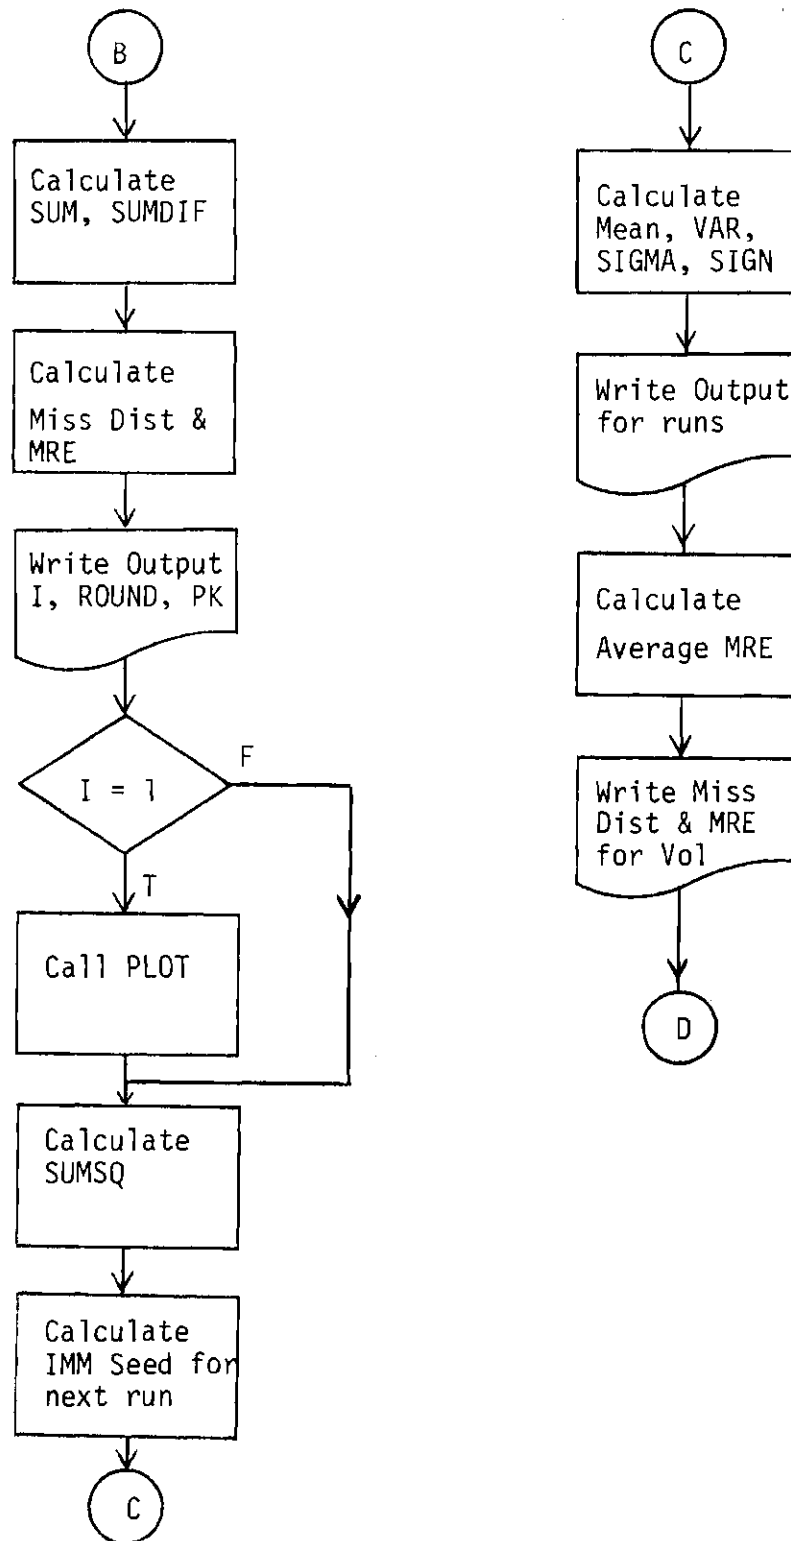 B
Calculate
SUM, SUMDIF
Calculate
Miss Dist &
MRE
Write Output
I, ROUND, PK
I = 1
F
T
Call PLOT
Calculate
SUMSQ
Calculate
IMM Seed for
next run
C
C
Calculate
Mean, VAR,
SIGMA, SIGN
Write Output
for runs
Calculate
Average MRE
Write Miss
Dist & MRE
for Vol
D